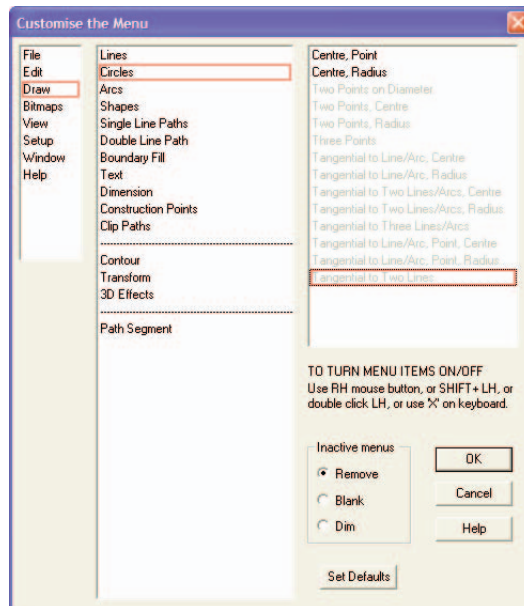 Customise the Menu
File
Edit
Draw
Bitmaps
View
Setup
Window
Help
Lines
Circles
Arcs
Shapes
Single Line Paths
Double Line Path
Boundary Fill
Text
Dimension
Construction Points
Clip Paths
Contour
Transform
3D Effects
Path Segment
Centre, Point
Centre, Radius
Two Points on Diameter
Two Points, Centre
Two Points, Radius
Three Points
Tangential to Line/Arc, Centre
Tangential to Line/Arc, Radius
Tangential to Two Lines/Arcs, Centre
Tangential to Two Lines/Arcs, Radius
Tangential to Three Lines/Arcs
Tangential to Line/Arc, Point, Centre
Tangential to Line/Arc, Point, Radius
Tangential to Two Lines
TO TURN MENU ITEMS ON/OFF
Use RH mouse button, or SHIFT+ LH, or
double click LH, or use 'X' on keyboard.
Inactive menus
Remove
Blank
Dim
OK
Cancel
Help
Set Defaults